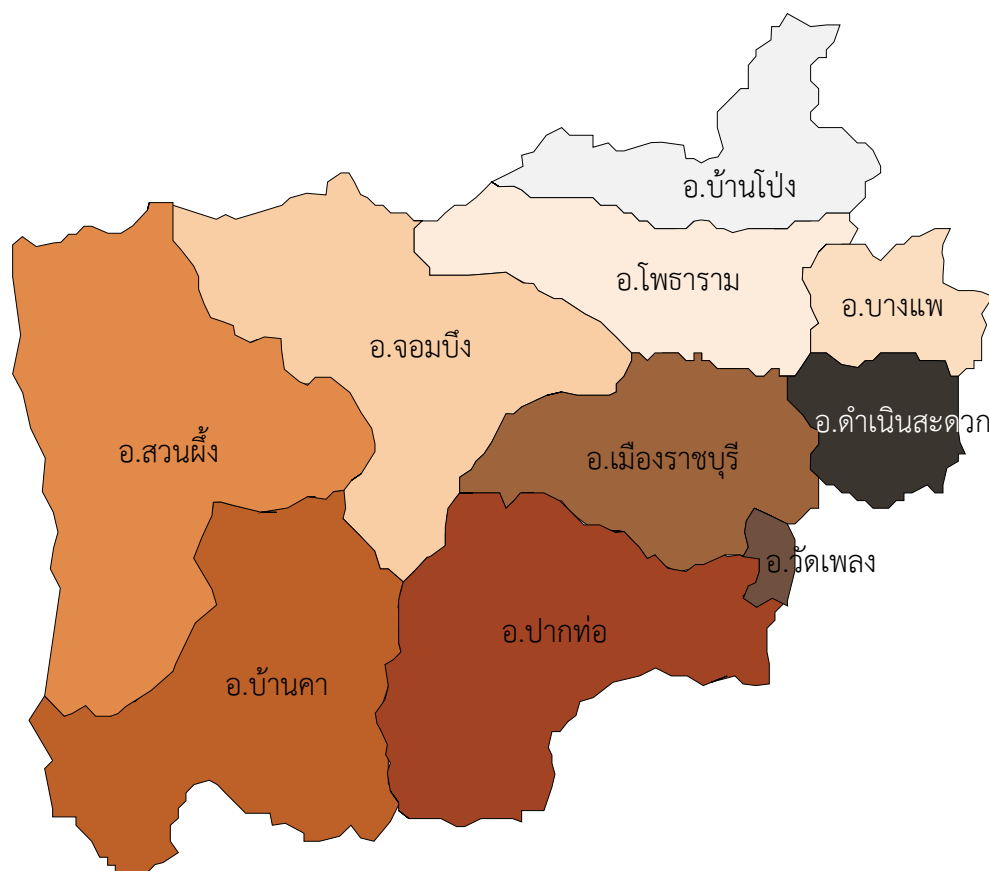 อ.บ้านโป่ง
อ.โพธาราม
อ.บางแพ
อ.จอมบึง
อ.ดำเนินสะดวก
อ.สวนผึ้ง
อ.เมืองราชบุรี
อ.วัดเพลง
อ.ปากท่อ
อ.บ้านคา